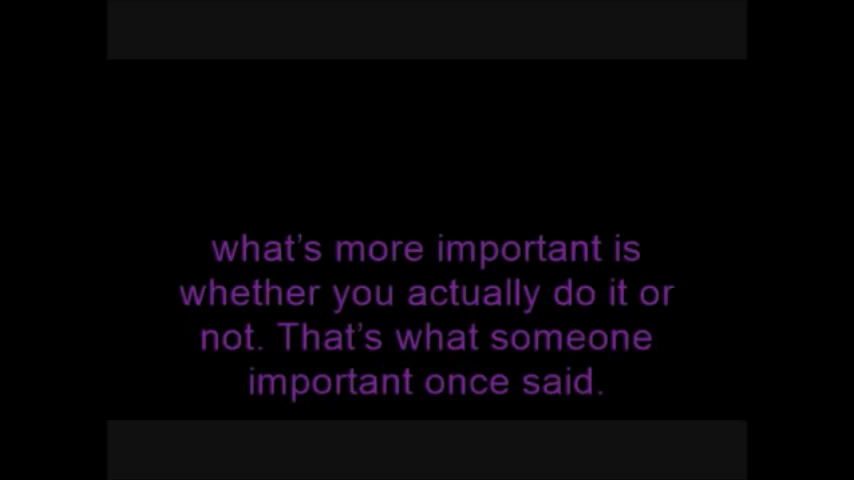 what’s more important is
whether you actually do it or
not. That’s what someone
important once said.